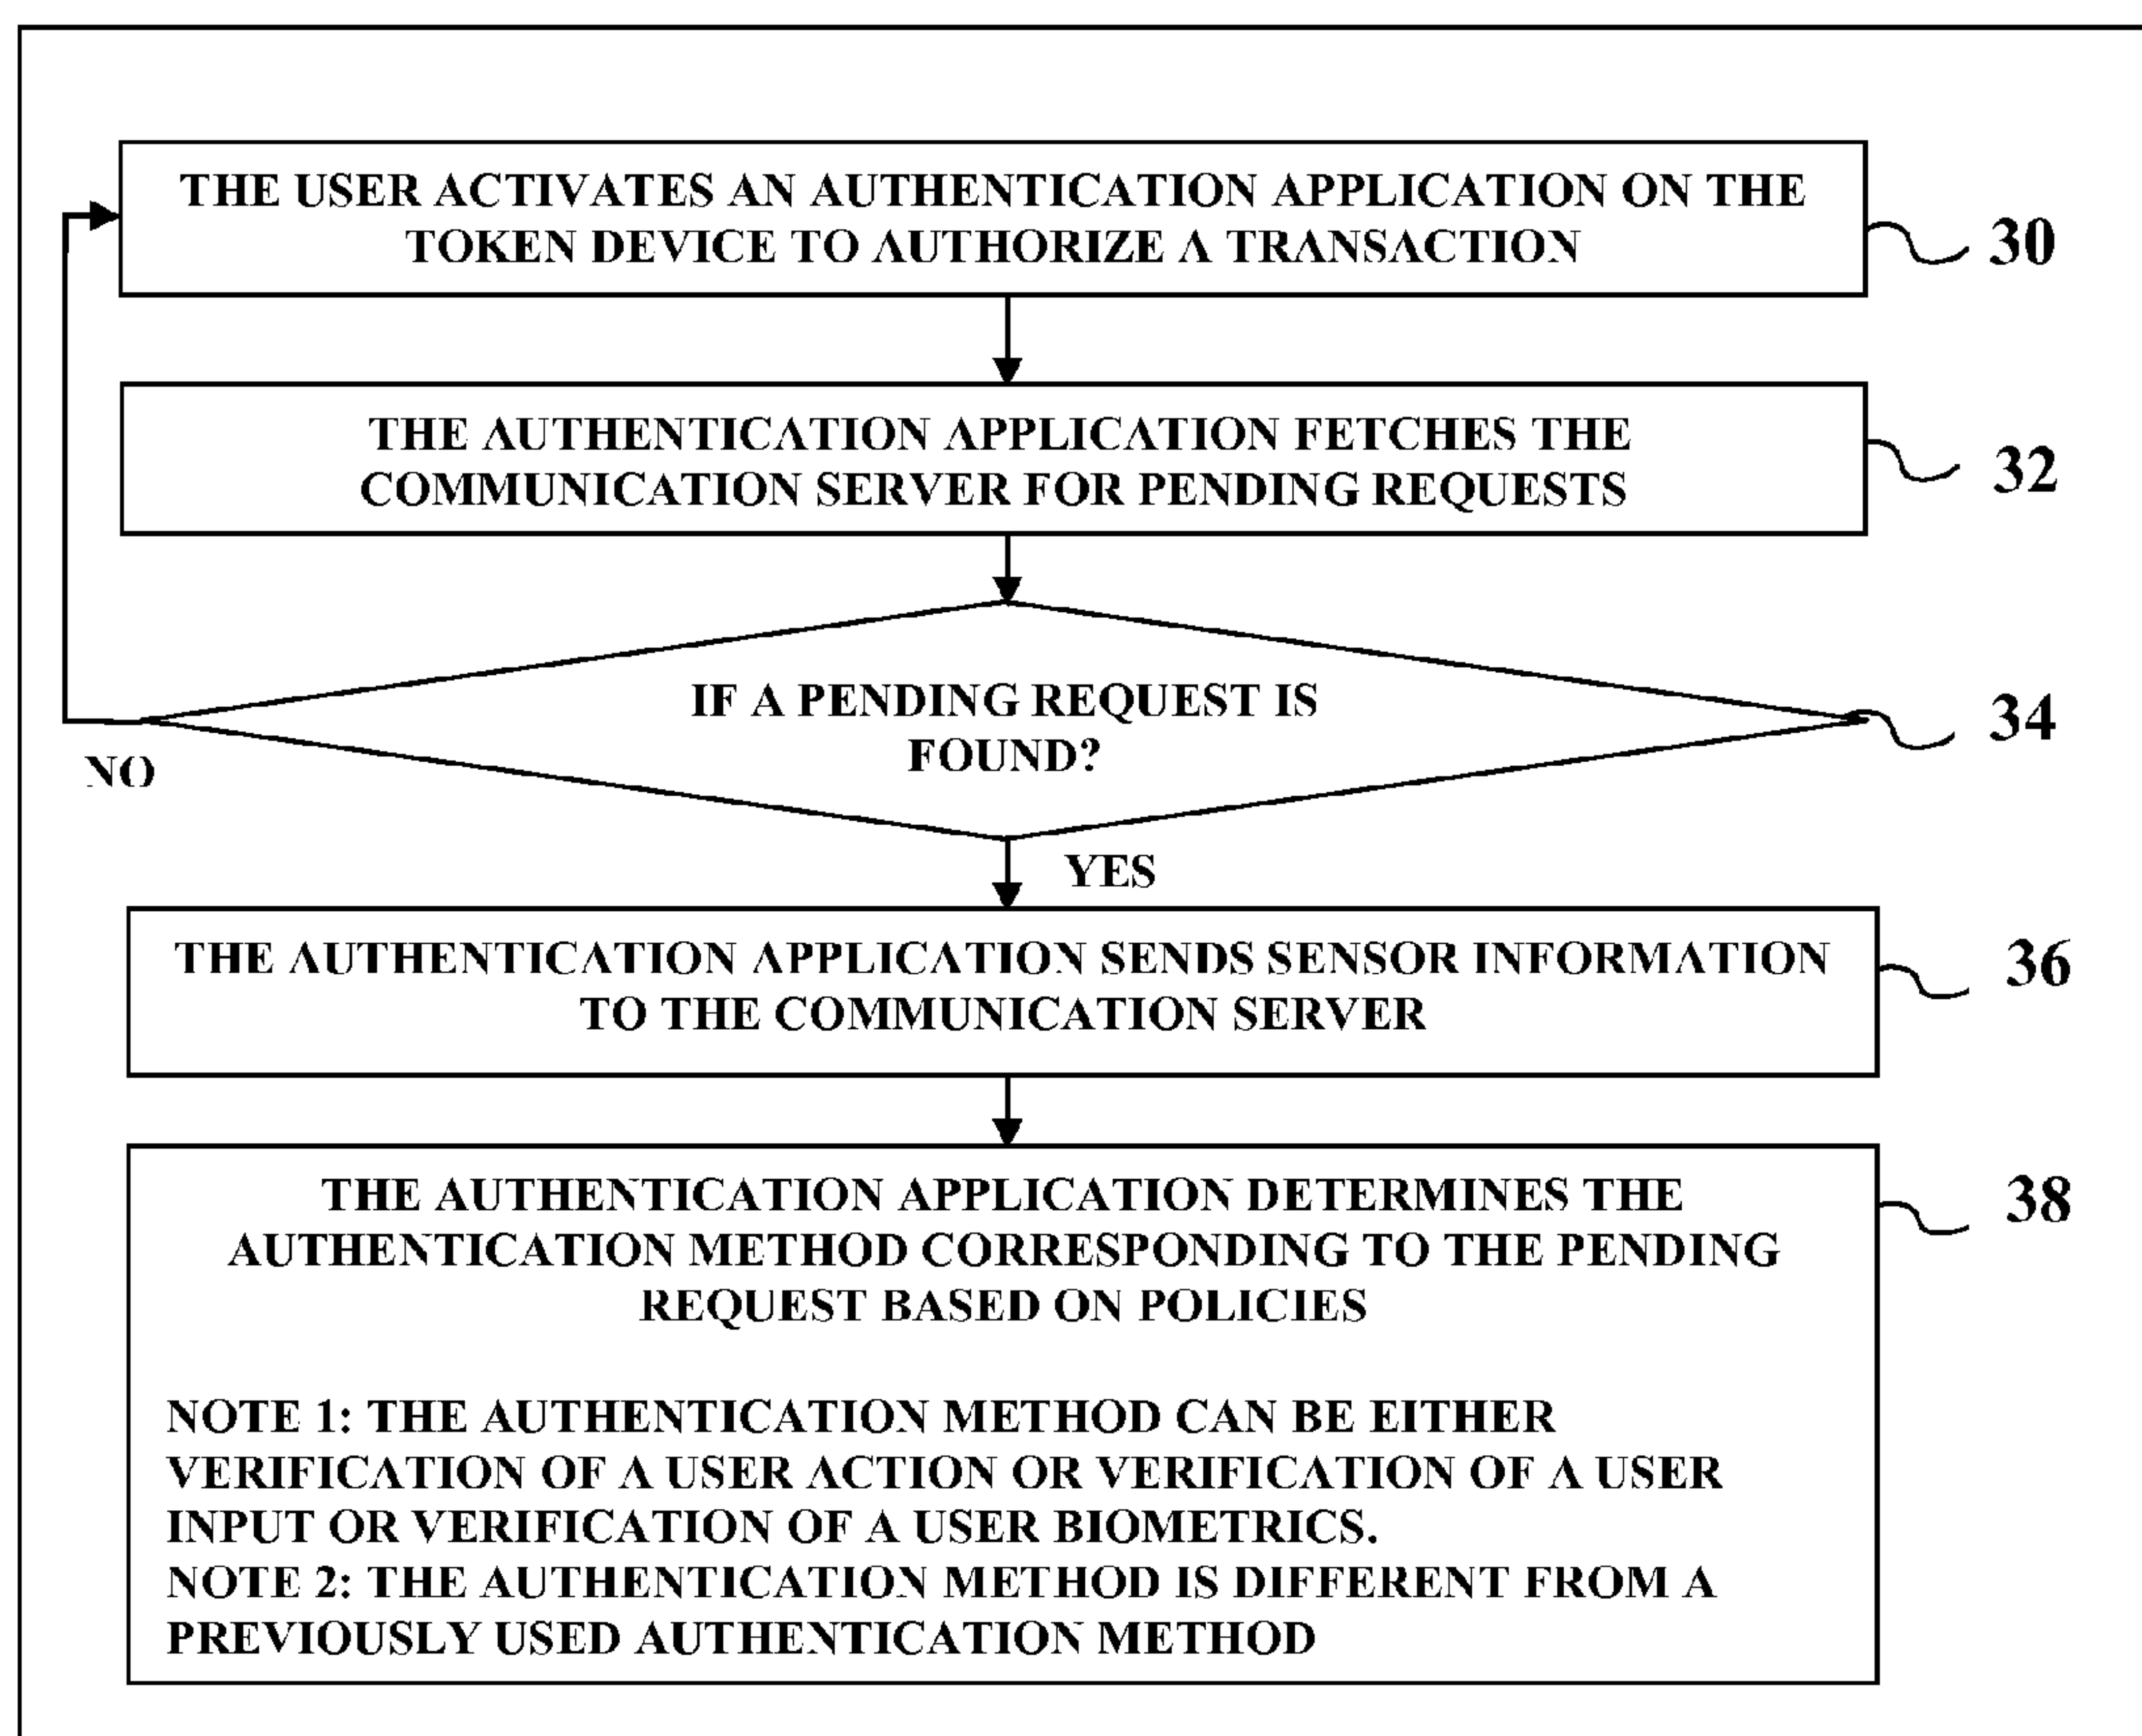 THE USER ACTIVATES AN AUTHENTICATION APPLICATION ON THE
TOKEN DEVICE TO AUTHORIZE A TRANSACTION
30
THE AUTHENTICATION APPLICATION FETCHES THE
COMMUNICATION SERVER FOR PENDING REQUESTS
32
IF A PENDING REQUEST IS
FOUND?
34
NO
YES
THE AUTHENTICATION APPLICATION SENDS SENSOR INFORMATION
TO THE COMMUNICATION SERVER
36
THE AUTHENTICATION APPLICATION DETERMINES THE
AUTHENTICATION METHOD CORRESPONDING TO THE PENDING
REQUEST BASED ON POLICIES
38
NOTE 1: THE AUTHENTICATION METHOD CAN BE EITHER
VERIFICATION OF A USER ACTION OR VERIFICATION OF A USER
INPUT OR VERIFICATION OF A USER BIOMETRICS.
NOTE 2: THE AUTHENTICATION METHOD IS DIFFERENT FROM A
PREVIOUSLY USED AUTHENTICATION METHOD